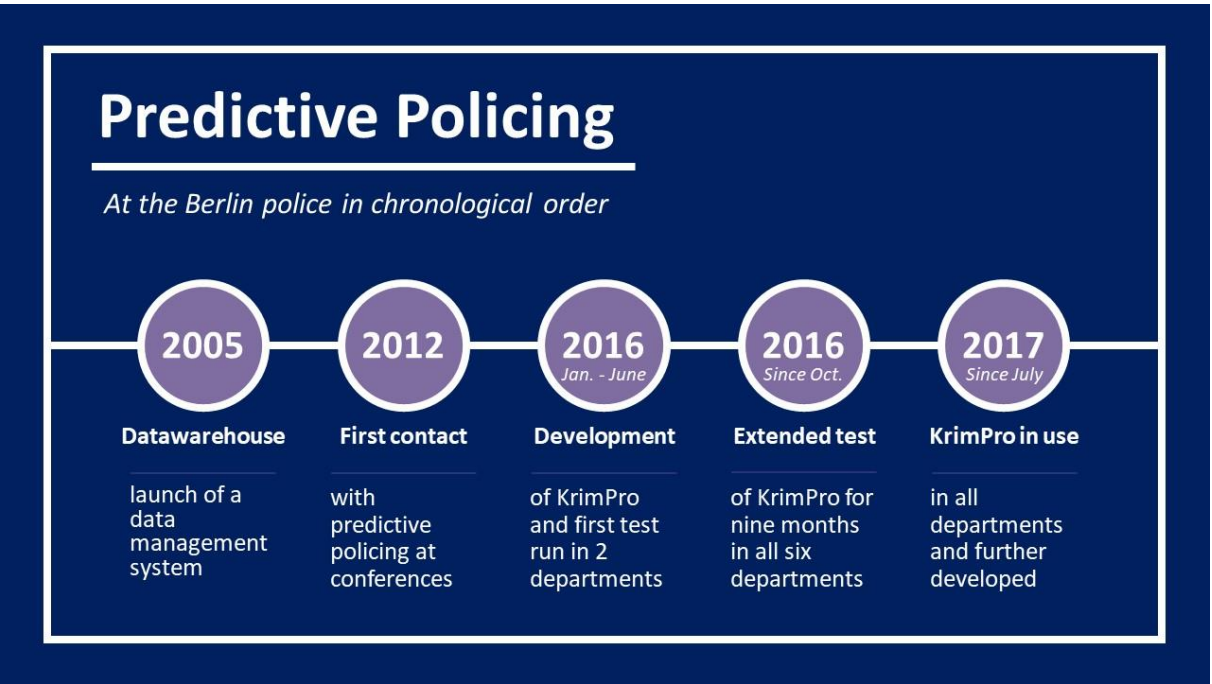 Predictive Policing
At the Berlin police in chronological order
2005
Datawarehouse
launch of a
data
management
system
2012
First contact
with
predictive
policing at
conferences
2016
Jan. - June
Development
of KrimPro
and first test
run in 2
departments
2016
Since Oct.
Extended test
of KrimPro for
nine months
in all six
departments
2017
Since July
KrimPro in use
in all
departments
and further
developed